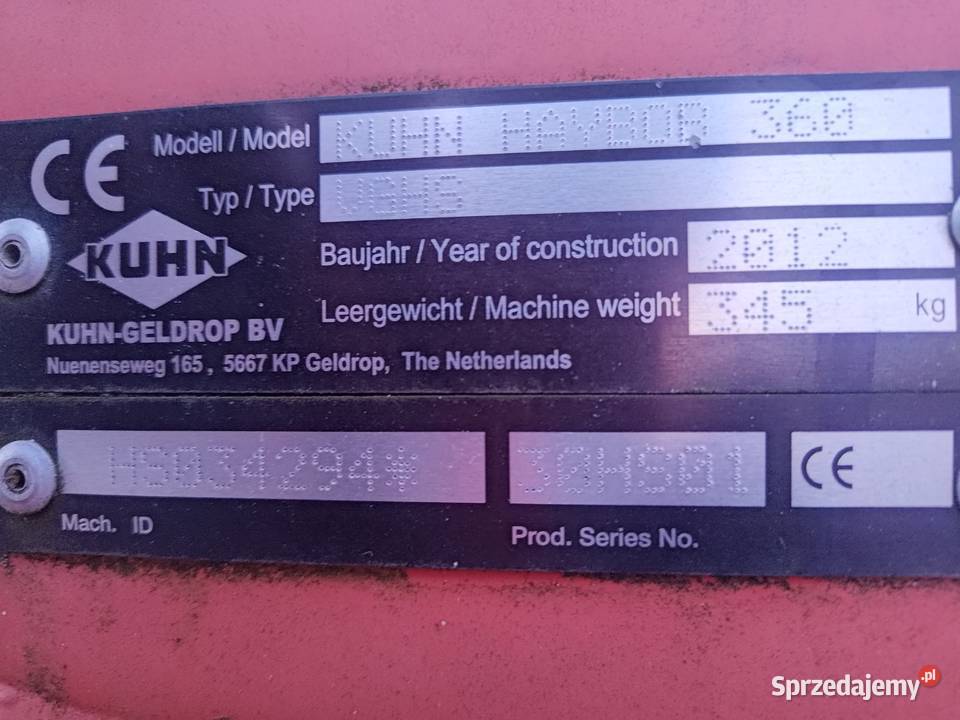 CE
Modell / Model KUHN HAYBOB 360
Typ / Type VGHS
KUHN
Baujahr / Year of construction 2012
Leergewicht / Machine weight 345 kg
KUHN-GELDROP BV
Nuenenseweg 165, 5667 KP Geldrop, The Netherlands
HS034294*
CE
Mach. ID
Prod. Series No.
Sprzedajemy.pl